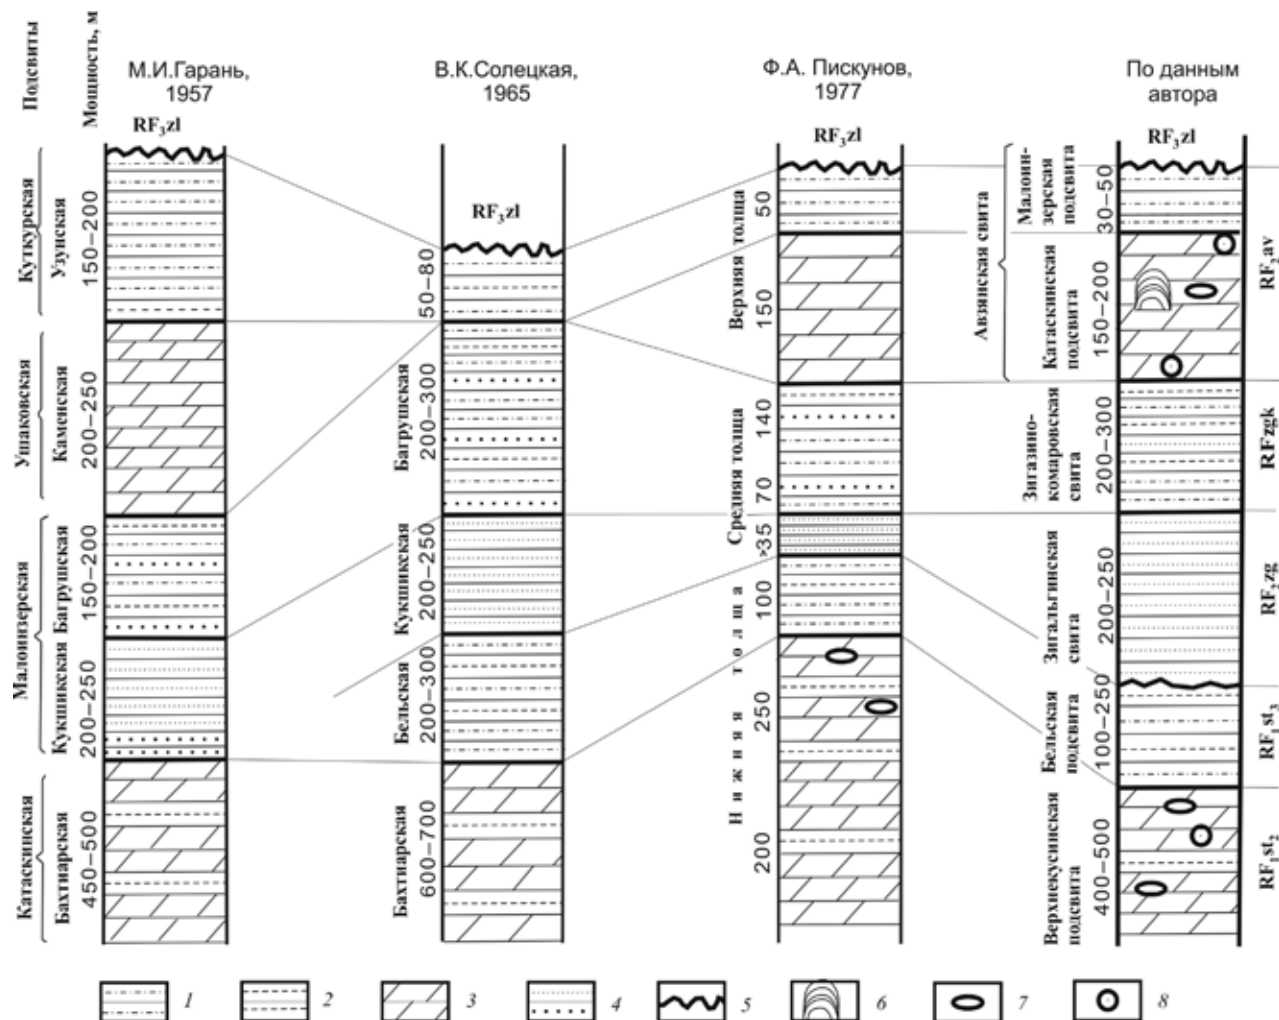 Подсвиты
Мощность, м
М.И.Гарань,
1957
RF₃zl
Куткурская
Узунская
150–200
Ушаковская
Каменская
200–250
Малоинзерская
Багрушская
150–200
Кукшикская
200–250
Катаскинская
Бахтиарская
450–500
В.К.Солецкая,
1965
RF₃zl
50–80
Багрушская
200–300
Кукшикская
200–250
Бельская
200–300
Бахтиарская
600–700
Ф.А. Пискунов,
1977
RF₃zl
Верхняя толща
50
150
Средняя толща
140
70
>35
Нижняя толща
100
250
200
По данным
автора
RF₃zl
Авзянская свита
Малоин-
зерская
подсвита
30–50
Катаскинская
подсвита
150–200
RF₂av
Зигазино-
комаровская
свита
200–300
RFzgk
Зигальгинская
свита
200–250
RF₂zg
Бельская
подсвита
100–250
RF₁st₃
Верхнекусинская
подсвита
400–500
RF₁st₂
1
2
3
4
5
6
7
8